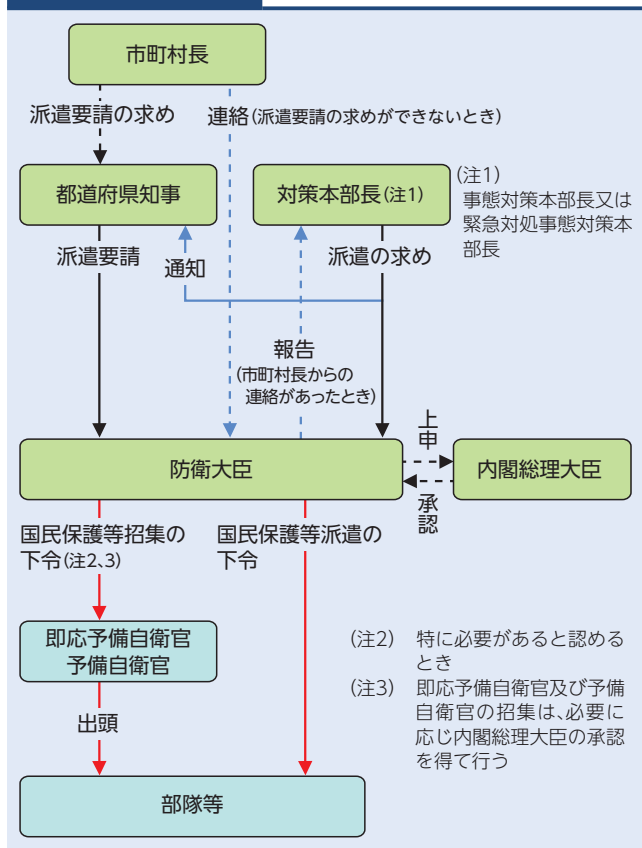 市町村長
派遣要請の求め
連絡(派遣要請の求めができないとき)
都道府県知事
対策本部長(注1)
(注1)
事態対策本部長又は
緊急対処事態対策本
部長
派遣要請
通知
派遣の求め
報告
(市町村長からの
連絡があったとき)
防衛大臣
上申
承認
内閣総理大臣
国民保護等招集の
下令(注2、3)
国民保護等派遣の
下令
即応予備自衛官
予備自衛官
(注2) 特に必要があると認める
とき
(注3) 即応予備自衛官及び予備
自衛官の招集は、必要に
応じ内閣総理大臣の承認
を得て行う
出頭
部隊等